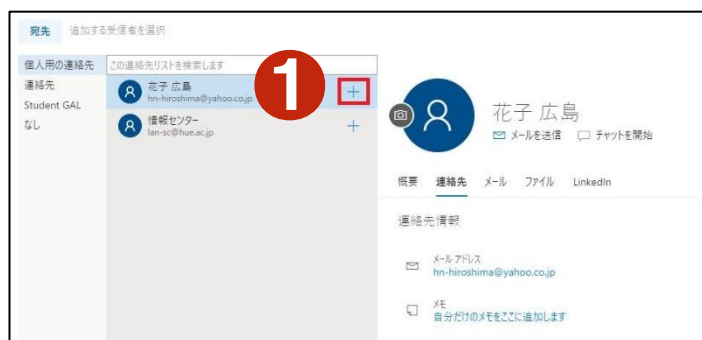 宛先 追加する受信者を選択
個人用の連絡先
連絡先
Student GAL
なし
この連絡先リストを検索します
花子 広島
hn-hiroshima@yahoo.co.jp
情報センター
lan-sc@hue.ac.jp
1
花子 広島
メールを送信 チャットを開始
概要 連絡先 メール ファイル LinkedIn
連絡先情報
メール アドレス
hn-hiroshima@yahoo.co.jp
メモ
自分だけのメモをここに追加します